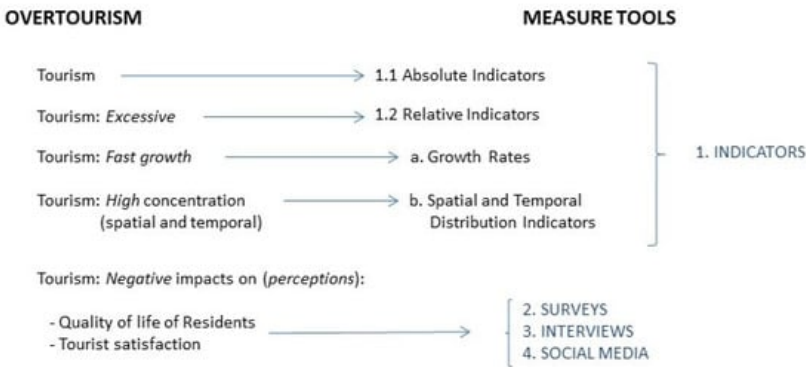 OVERTOURISM MEASURE TOOLS
Tourism 1.1 Absolute Indicators
Tourism: Excessive 1.2 Relative Indicators
Tourism: Fast growth a. Growth Rates
1. INDICATORS
Tourism: High concentration b. Spatial and Temporal
(spatial and temporal) Distribution Indicators
Tourism: Negative impacts on (perceptions):
- Quality of life of Residents
- Tourist satisfaction
2. SURVEYS
3. INTERVIEWS
4. SOCIAL MEDIA